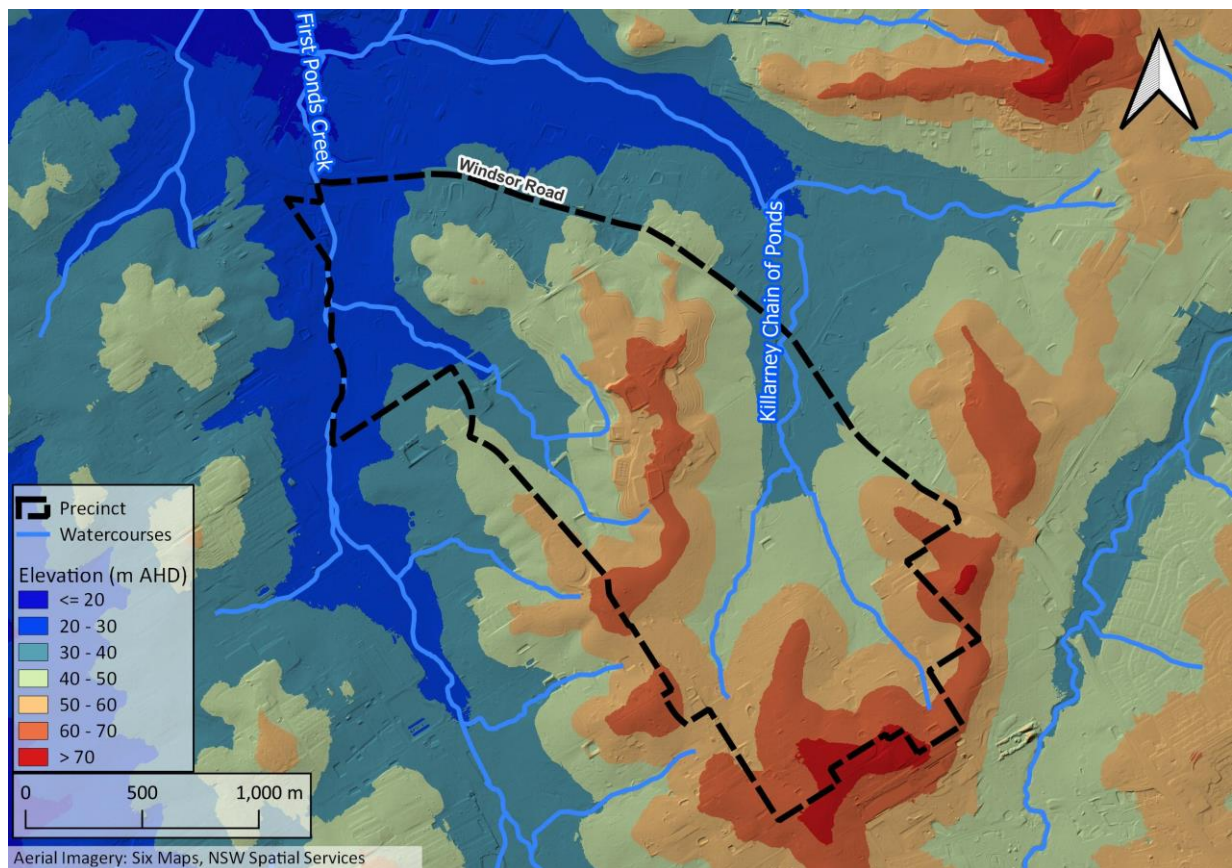 First Ponds Creek
Windsor Road
Killarney Chain of Ponds
Precinct
Watercourses
Elevation (m AHD)
<= 20
20 - 30
30 - 40
40 - 50
50 - 60
60 - 70
> 70
0 500 1,000 m
Aerial Imagery: Six Maps, NSW Spatial Services